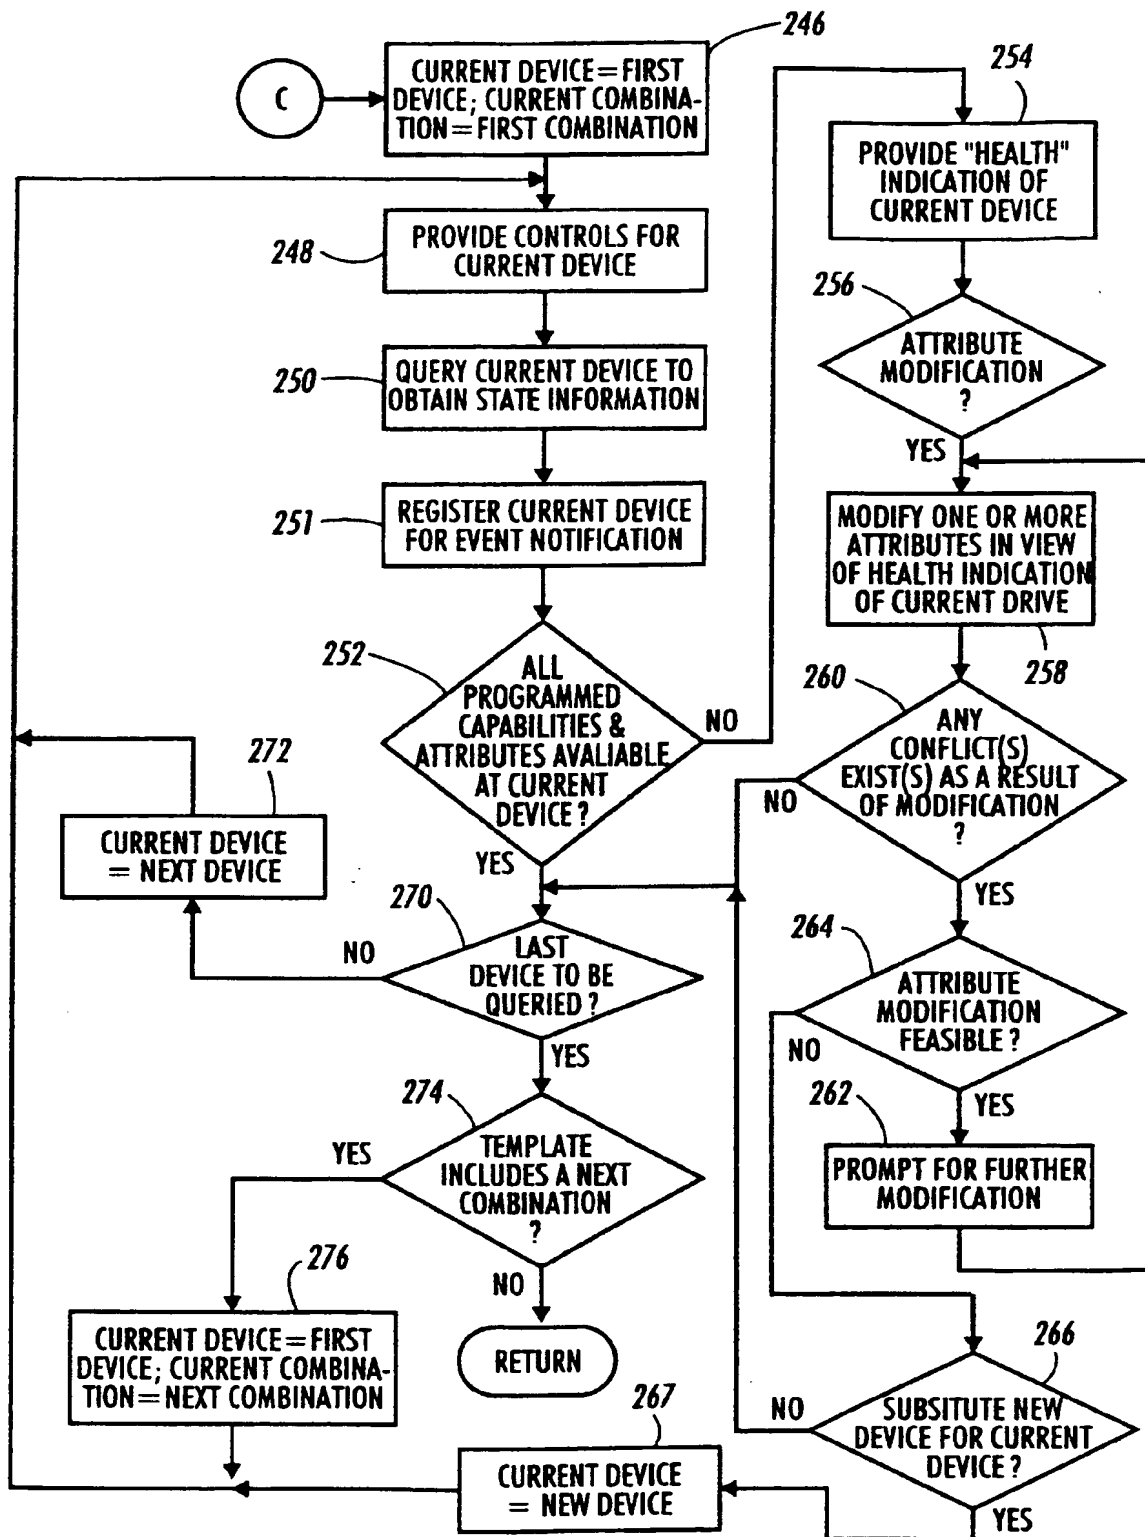 246
C
CURRENT DEVICE=FIRST
DEVICE; CURRENT COMBINA-
TION=FIRST COMBINATION
248
PROVIDE CONTROLS FOR
CURRENT DEVICE
250
QUERY CURRENT DEVICE TO
OBTAIN STATE INFORMATION
251
REGISTER CURRENT DEVICE
FOR EVENT NOTIFICATION
252
ALL
PROGRAMMED
CAPABILITIES &
ATTRIBUTES AVALIABLE
AT CURRENT
DEVICE?
NO
YES
272
CURRENT DEVICE
= NEXT DEVICE
270
NO
LAST
DEVICE TO BE
QUERIED?
YES
274
YES
TEMPLATE
INCLUDES A NEXT
COMBINATION
?
NO
RETURN
276
CURRENT DEVICE=FIRST
DEVICE; CURRENT COMBINA-
TION=NEXT COMBINATION
267
CURRENT DEVICE
= NEW DEVICE
254
PROVIDE "HEALTH"
INDICATION OF
CURRENT DEVICE
256
ATTRIBUTE
MODIFICATION
?
YES
MODIFY ONE OR MORE
ATTRIBUTES IN VIEW
OF HEALTH INDICATION
OF CURRENT DRIVE
258
260
ANY
CONFLICT(S)
EXIST(S) AS A RESULT
OF MODIFICATION
?
NO
YES
264
ATTRIBUTE
MODIFICATION
FEASIBLE?
NO
YES
262
PROMPT FOR FURTHER
MODIFICATION
266
NO
SUBSITUTE NEW
DEVICE FOR CURRENT
DEVICE?
YES